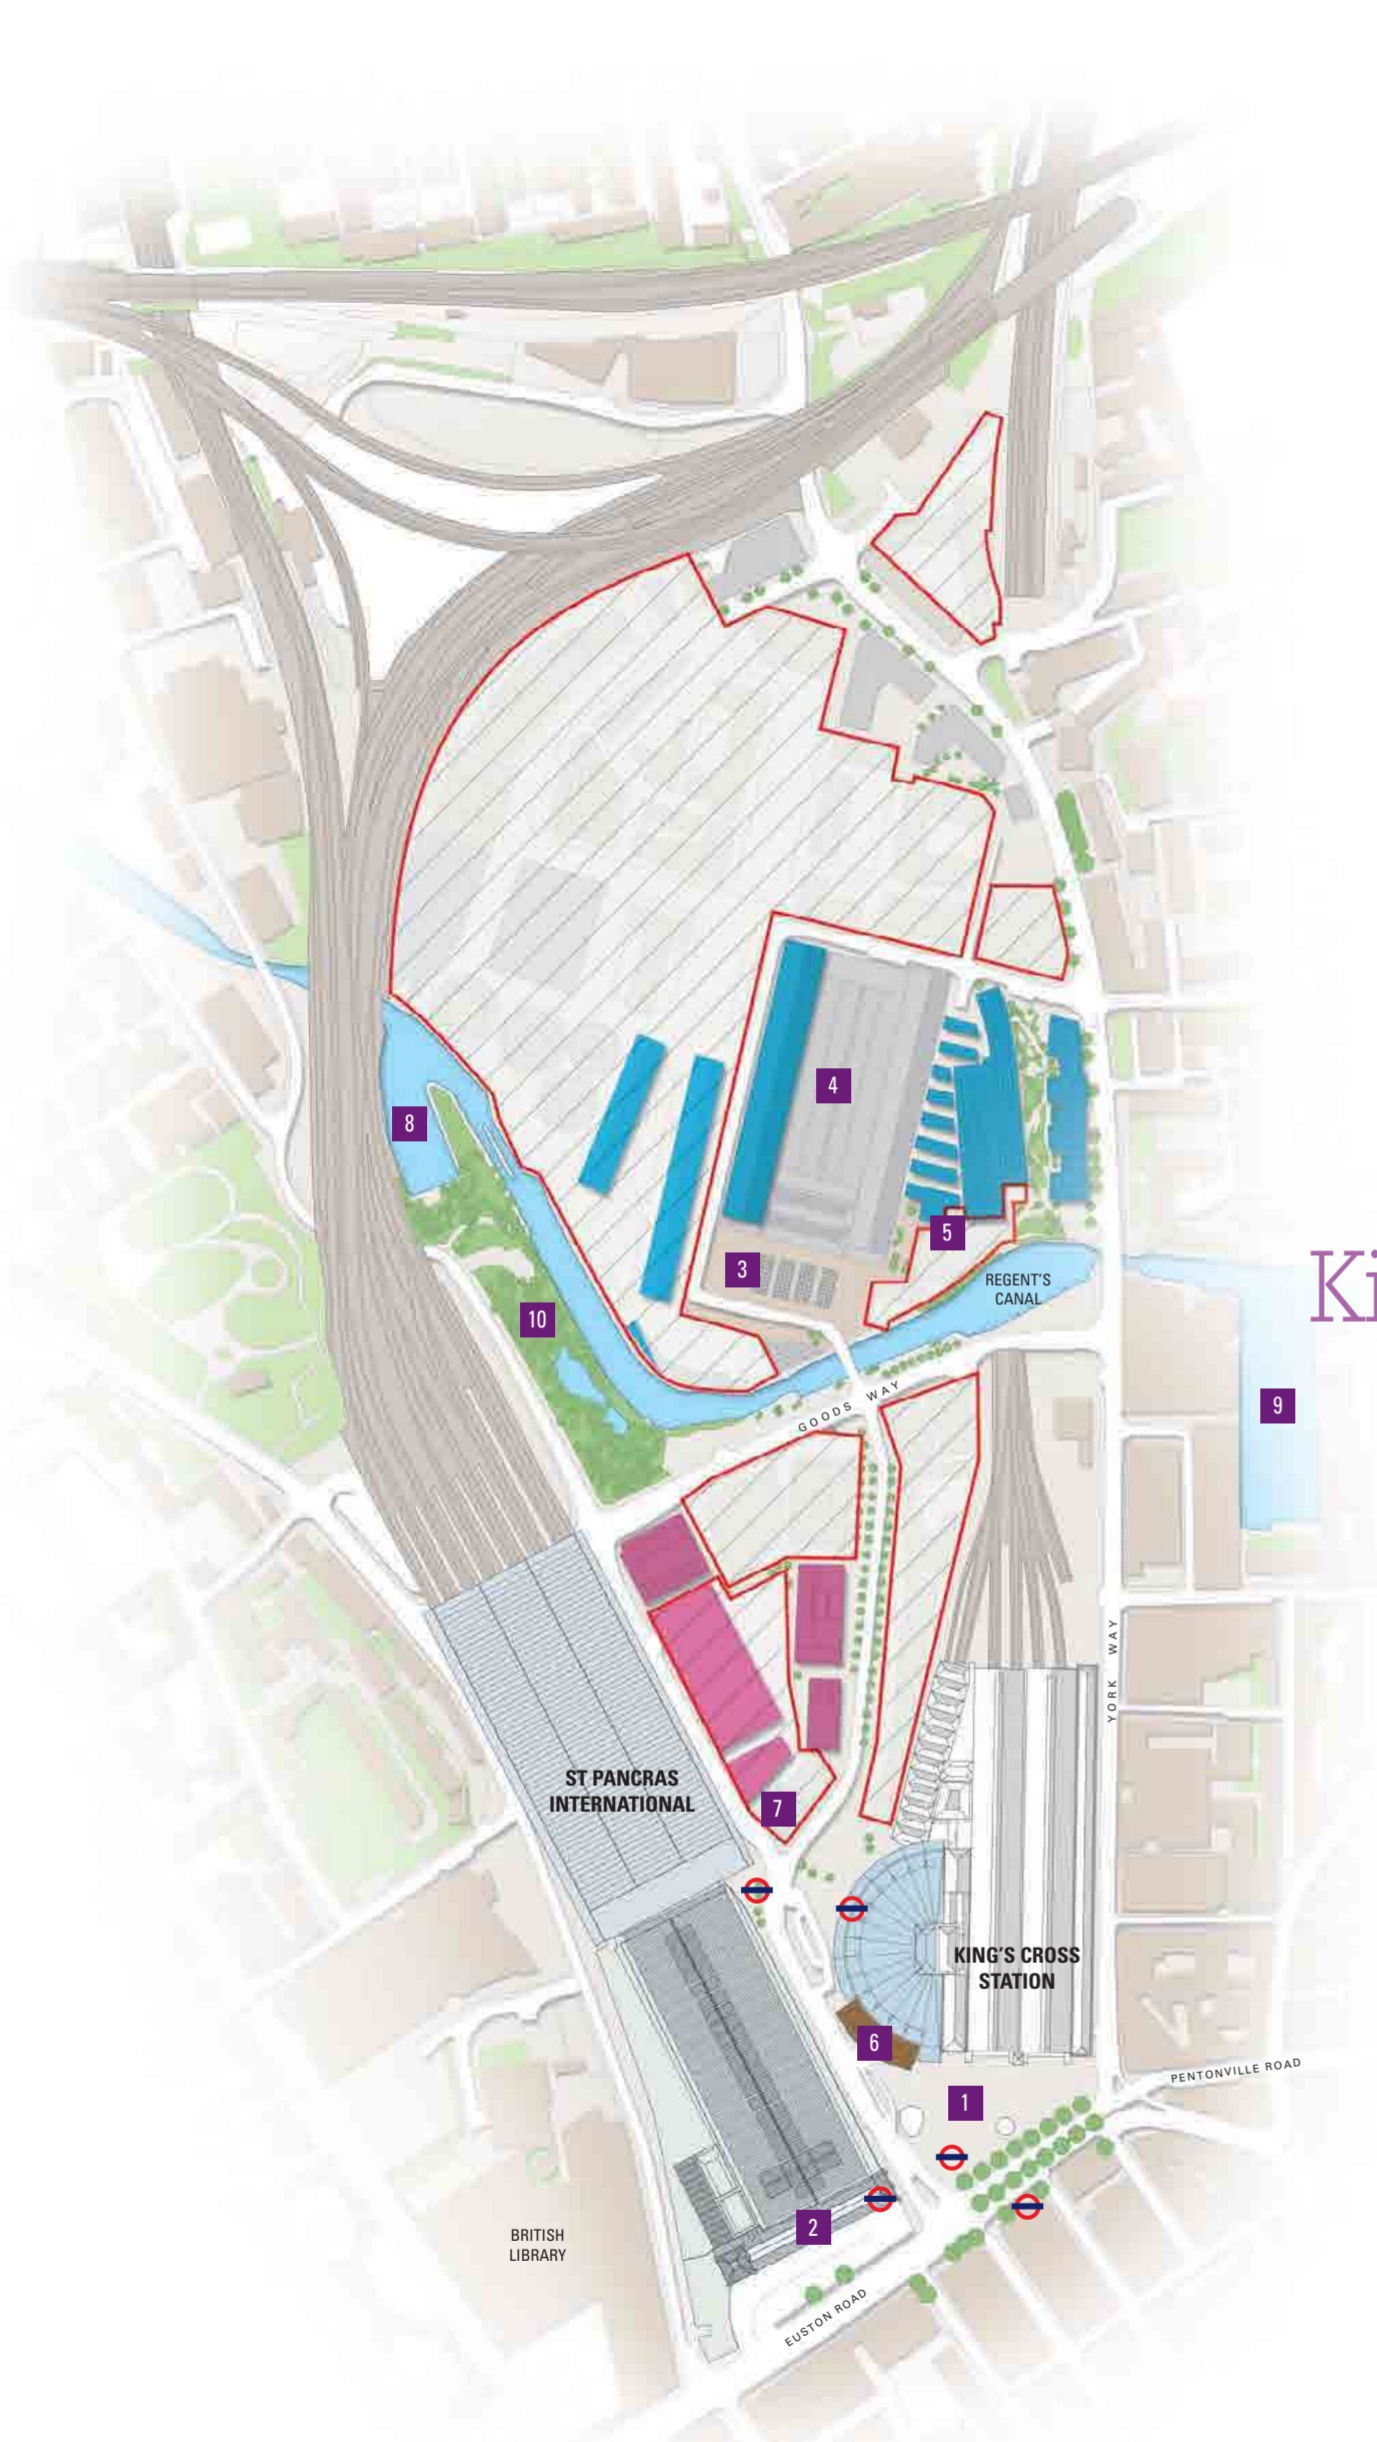 4
8
5
3
REGENT'S
CANAL
Ki
10
9
GOODS WAY
YORK WAY
ST PANCRAS
INTERNATIONAL
7
KING'S CROSS
STATION
6
PENTONVILLE ROAD
1
2
BRITISH
LIBRARY
EUSTON ROAD